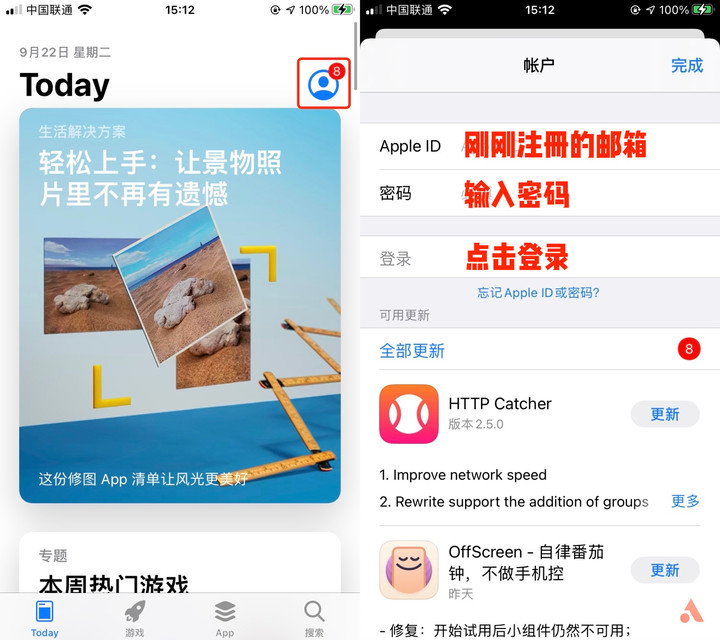 中国联通
15:12
100%
9月22日 星期二
Today
8
生活解决方案
轻松上手：让景物照
片里不再有遗憾
这份修图 App 清单让风光更美好
专题
本周热门游戏
Today
游戏
App
搜索
中国联通
15:12
100%
帐户
完成
Apple ID
刚刚注册的邮箱
密码
输入密码
登录
点击登录
忘记 Apple ID 或密码?
可用更新
全部更新
8
HTTP Catcher
版本 2.5.0
更新
1. Improve network speed
2. Rewrite support the addition of groups
更多
OffScreen - 自律番茄
钟，不做手机控
昨天
更新
- 修复：开始试用后小组件仍然不可用；